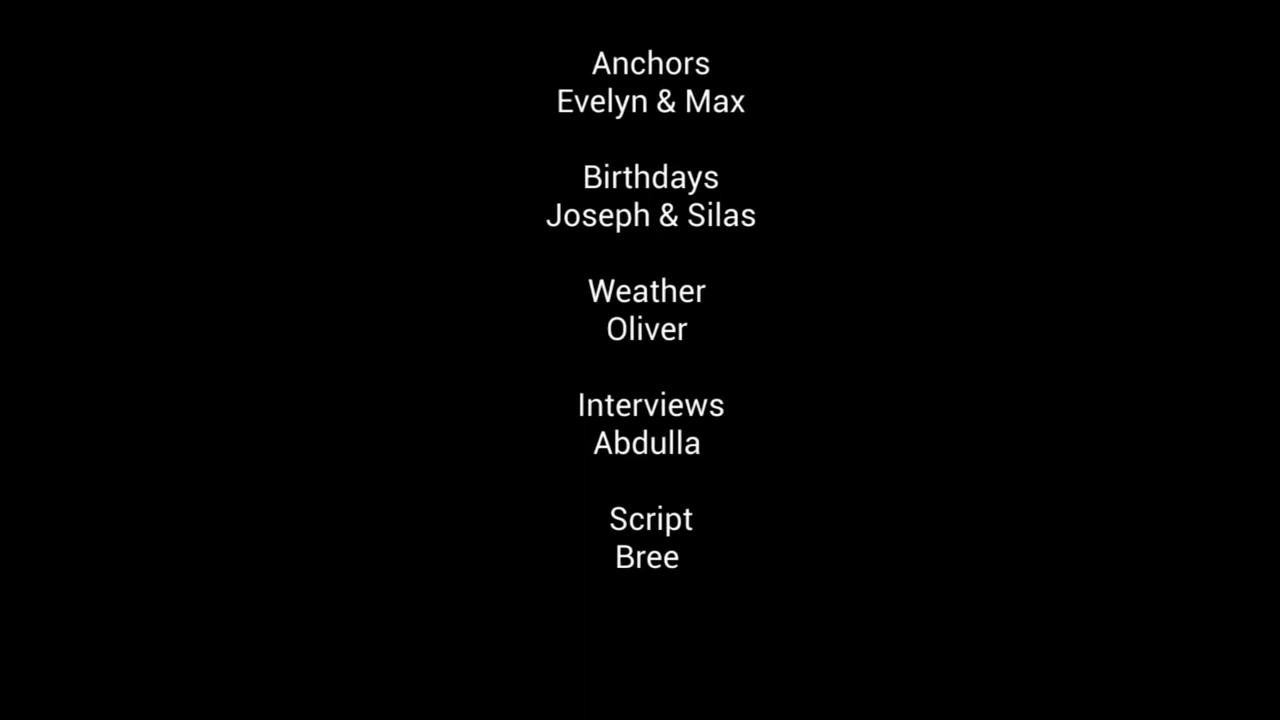 Anchors
Evelyn & Max
Birthdays
Joseph & Silas
Weather
Oliver
Interviews
Abdulla
Script
Bree